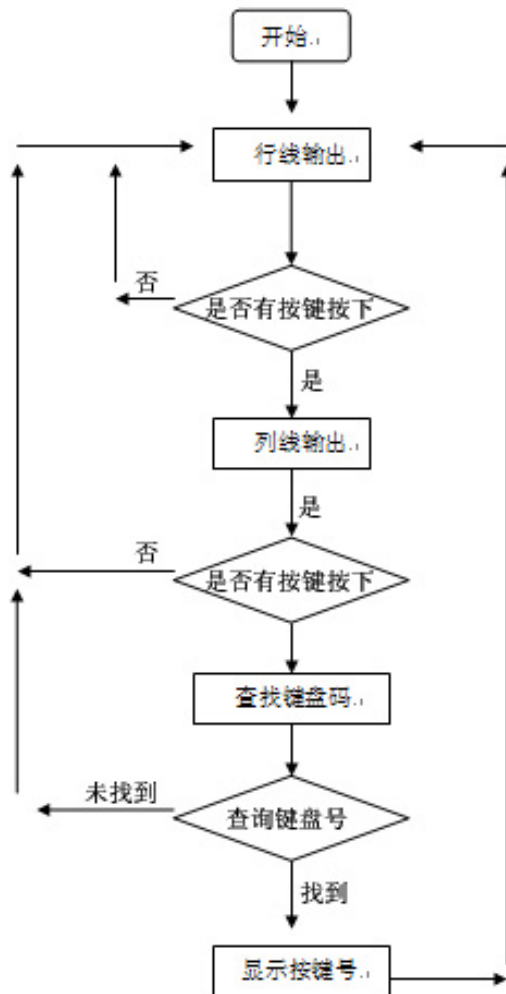 开始
行线输出
否
是否有按键按下
是
列线输出
是
否
是否有按键按下
查找键盘码
未找到
查询键盘号
找到
显示按键号